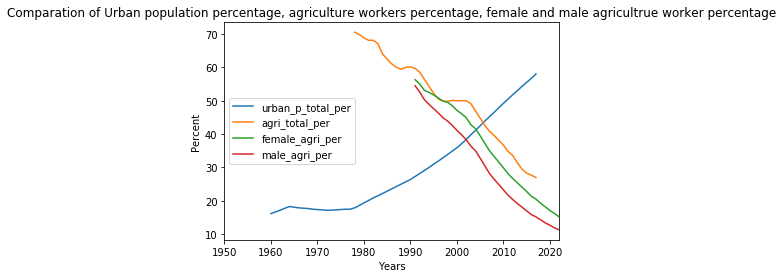 Comparation of Urban population percentage, agriculture workers percentage, female and male agricultrue worker percentage
70
60
50
40
30
20
10
Percent
urban_p_total_per
agri_total_per
female_agri_per
male_agri_per
1950 1960 1970 1980 1990 2000 2010 2020
Years